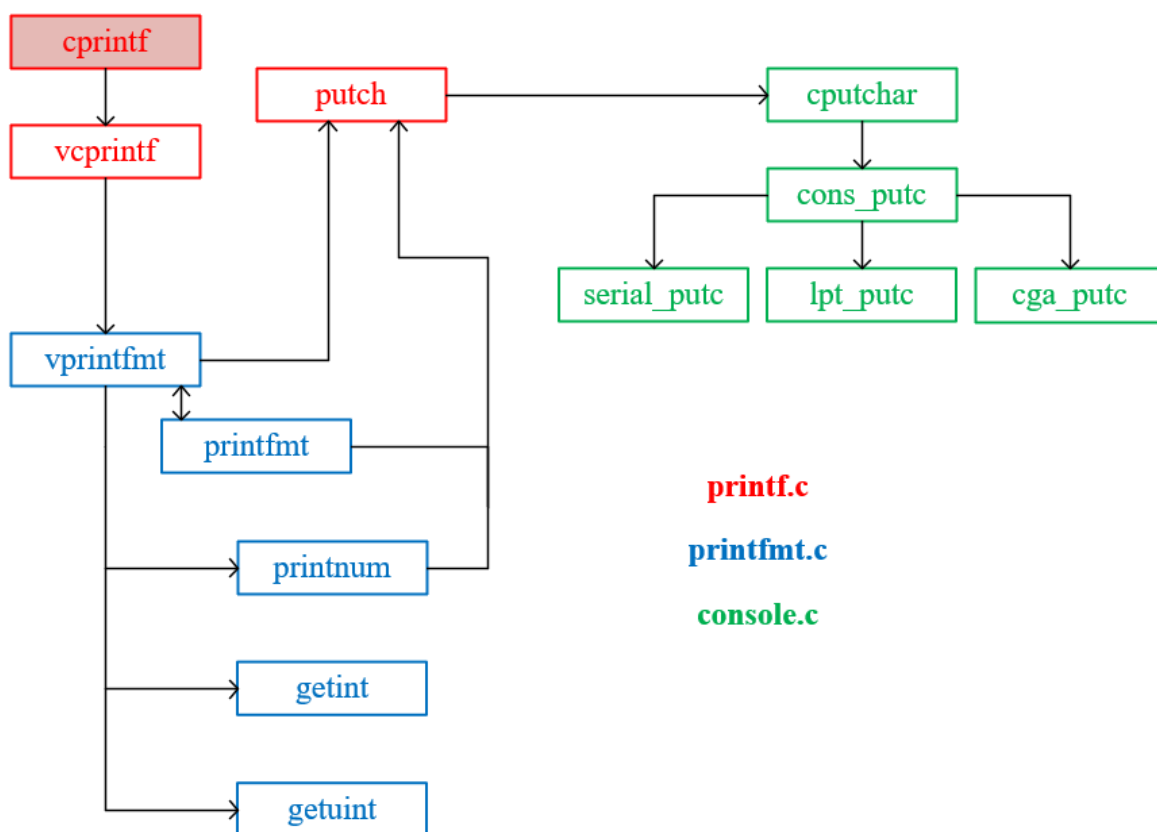 cprintf
putch
cputchar
vcprintf
cons_putc
serial_putc
lpt_putc
cga_putc
vprintfmt
printfmt
printf.c
printfmt.c
printnum
console.c
getint
getuint